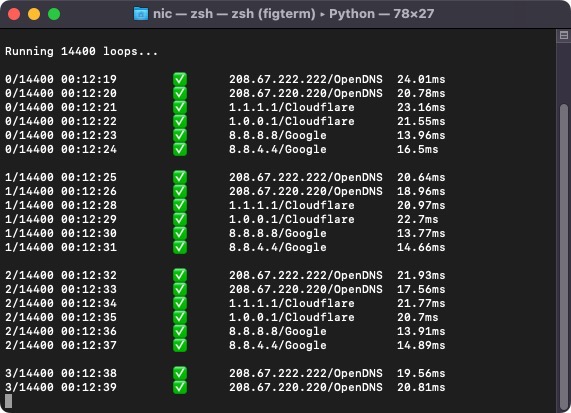 nic — zsh — zsh (figterm) ▸ Python — 78×27
Running 14400 loops...
0/14400 00:12:19 ✅ 208.67.222.222/OpenDNS 24.01ms
0/14400 00:12:20 ✅ 208.67.220.220/OpenDNS 20.78ms
0/14400 00:12:21 ✅ 1.1.1.1/Cloudflare 23.16ms
0/14400 00:12:22 ✅ 1.0.0.1/Cloudflare 21.55ms
0/14400 00:12:23 ✅ 8.8.8.8/Google 13.96ms
0/14400 00:12:24 ✅ 8.8.4.4/Google 16.5ms
1/14400 00:12:25 ✅ 208.67.222.222/OpenDNS 20.64ms
1/14400 00:12:26 ✅ 208.67.220.220/OpenDNS 18.96ms
1/14400 00:12:28 ✅ 1.1.1.1/Cloudflare 20.97ms
1/14400 00:12:29 ✅ 1.0.0.1/Cloudflare 22.7ms
1/14400 00:12:30 ✅ 8.8.8.8/Google 13.77ms
1/14400 00:12:31 ✅ 8.8.4.4/Google 14.66ms
2/14400 00:12:32 ✅ 208.67.222.222/OpenDNS 21.93ms
2/14400 00:12:33 ✅ 208.67.220.220/OpenDNS 17.56ms
2/14400 00:12:34 ✅ 1.1.1.1/Cloudflare 21.77ms
2/14400 00:12:35 ✅ 1.0.0.1/Cloudflare 20.7ms
2/14400 00:12:36 ✅ 8.8.8.8/Google 13.91ms
2/14400 00:12:37 ✅ 8.8.4.4/Google 14.89ms
3/14400 00:12:38 ✅ 208.67.222.222/OpenDNS 19.56ms
3/14400 00:12:39 ✅ 208.67.220.220/OpenDNS 20.81ms